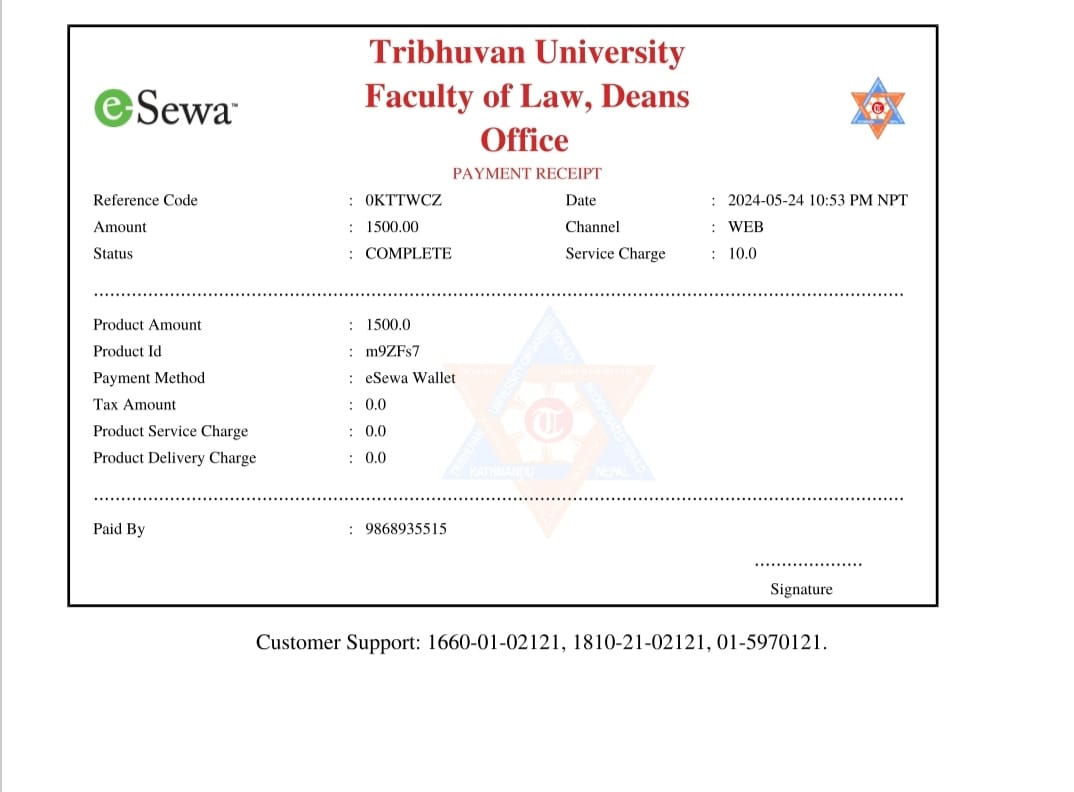 e-Sewa™
Tribhuvan University
Faculty of Law, Deans
Office
PAYMENT RECEIPT
Reference Code : 0KTTWCZ Date : 2024-05-24 10:53 PM NPT
Amount : 1500.00 Channel : WEB
Status : COMPLETE Service Charge : 10.0
Product Amount : 1500.0
Product Id : m9ZFs7
Payment Method : eSewa Wallet
Tax Amount : 0.0
Product Service Charge : 0.0
Product Delivery Charge : 0.0
KATHMANDU NEPAL
Paid By : 9868935515
Signature
Customer Support: 1660-01-02121, 1810-21-02121, 01-5970121.